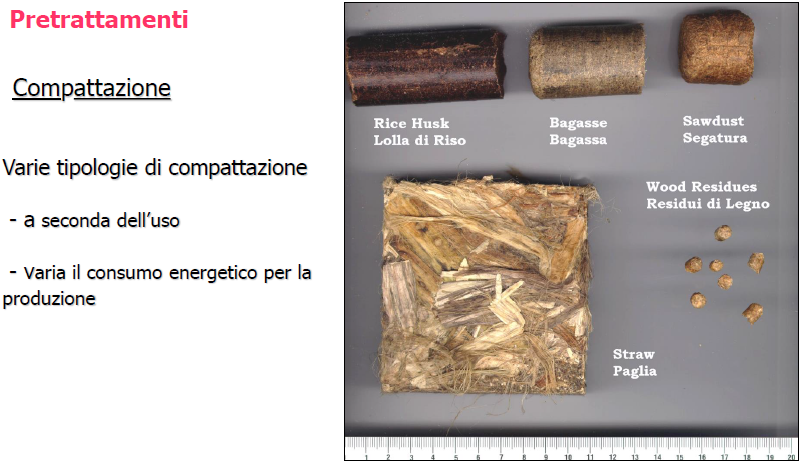 Pretrattamenti
Compattazione
Varie tipologie di compattazione
- a seconda dell'uso
- varia il consumo energetico per la
produzione
Rice Husk
Lolla di Riso
Bagasse
Bagassa
Sawdust
Segatura
Wood Residues
Residui di Legno
Straw
Paglia
1 2 3 4 5 6 7 8 9 10 11 12 13 14 15 16 17 18 19 20